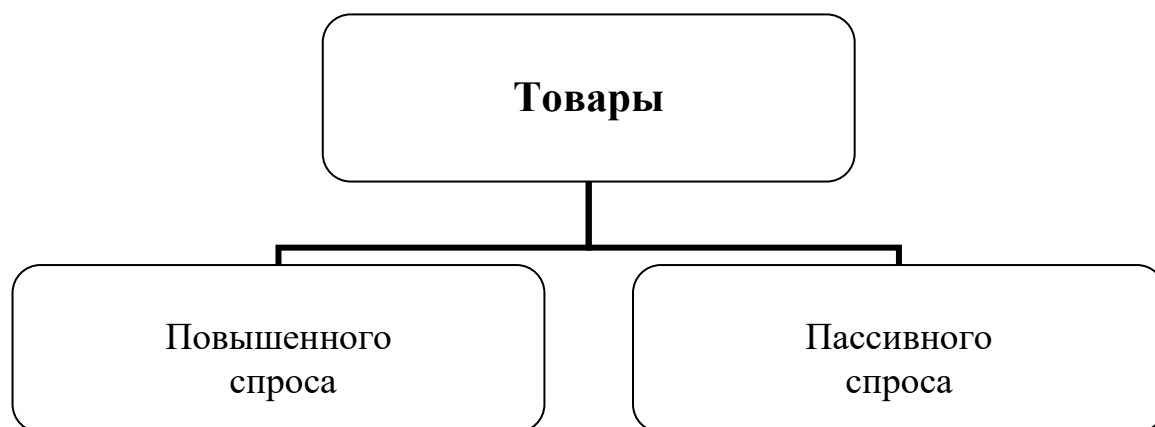 Товары
Повышенного
спроса
Пассивного
спроса